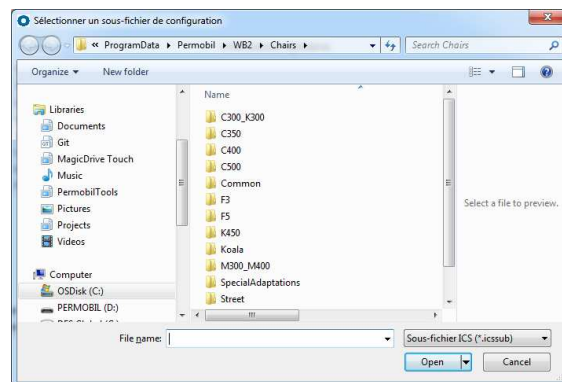 Sélectionner un sous-fichier de configuration
« ProgramData ▸ Permobil ▸ WB2 ▸ Chairs ▸
Search Chairs
Organize ▾ New folder
Name
Libraries
Documents
Git
MagicDrive Touch
Music
PermobilTools
Pictures
Projects
Videos
Computer
OSDisk (C:)
PERMOBIL (D:)
C300_K300
C350
C400
C500
Common
F3
F5
K450
Koala
M300_M400
SpecialAdaptations
Street
Select a file to preview.
File name:
Sous-fichier ICS (*.icssub)
Open
Cancel